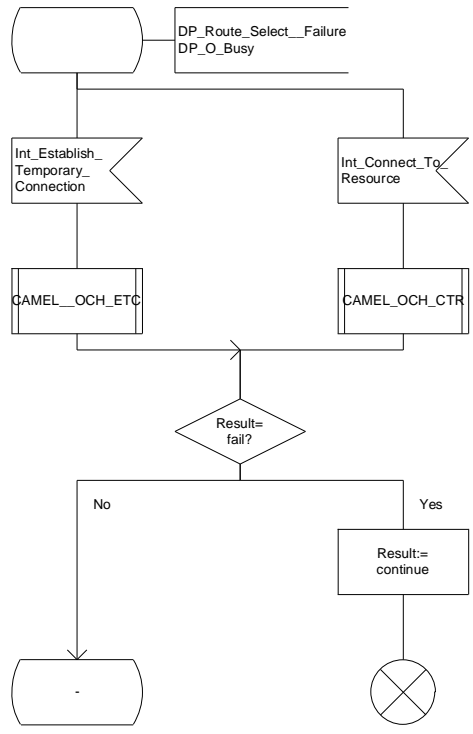 DP_Route_Select__Failure
DP_O_Busy
Int_Establish_
Temporary_
Connection
Int_Connect_To_
Resource
CAMEL__OCH_ETC
CAMEL_OCH_CTR
Result=
fail?
No
Yes
Result:=
continue
-